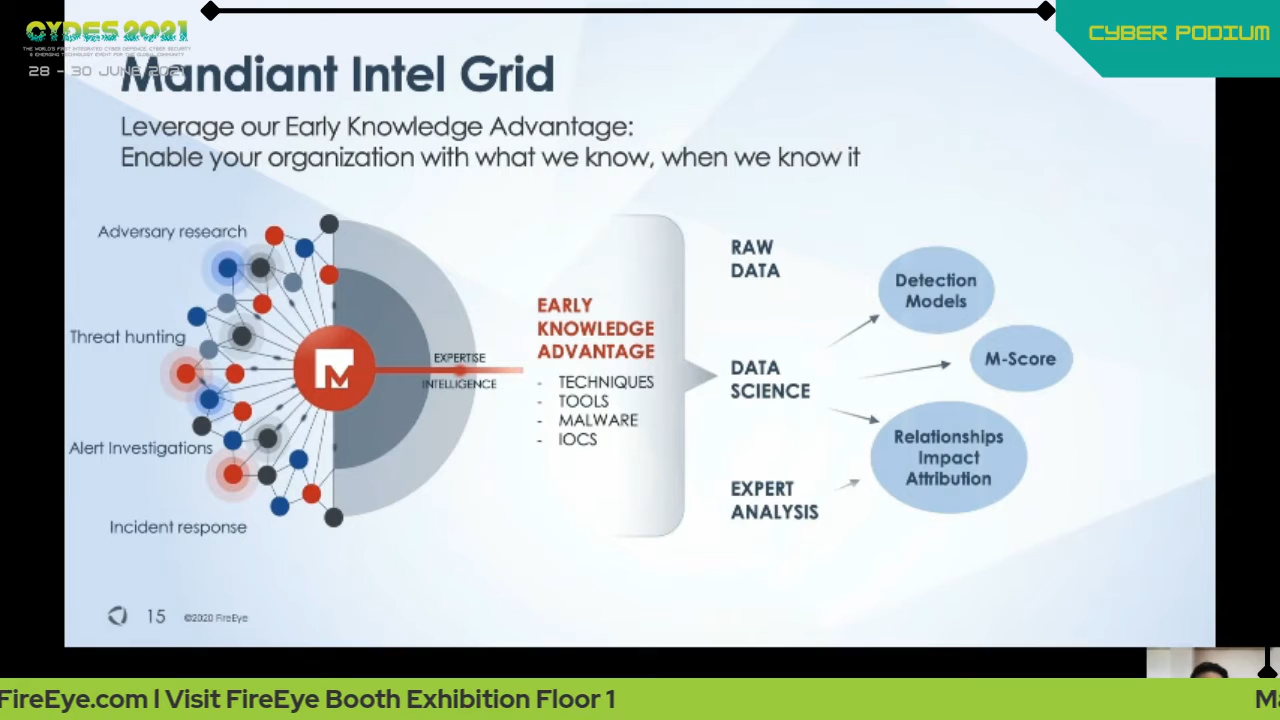 CYDES 2021
THE WORLD'S FIRST INTEGRATED CYBER DEFENCE, CYBER SECURITY
& EMERGING TECHNOLOGY EVENT FOR THE GLOBAL COMMUNITY
28 - 30 JUNE 2021
CYBER PODIUM
Mandiant Intel Grid
Leverage our Early Knowledge Advantage:
Enable your organization with what we know, when we know it
Adversary research
Threat hunting
Alert Investigations
Incident response
EXPERTISE
INTELLIGENCE
EARLY
KNOWLEDGE
ADVANTAGE
- TECHNIQUES
- TOOLS
- MALWARE
- IOCS
RAW
DATA
DATA
SCIENCE
EXPERT
ANALYSIS
Detection
Models
M-Score
Relationships
Impact
Attribution
15 ©2020 FireEye
FireEye.com | Visit FireEye Booth Exhibition Floor 1
Ma